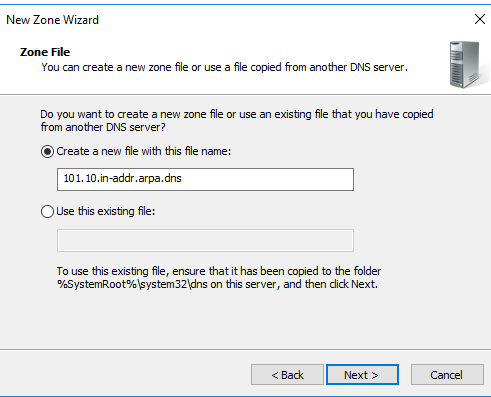 New Zone Wizard
Zone File
You can create a new zone file or use a file copied from another DNS server.
Do you want to create a new zone file or use an existing file that you have copied
from another DNS server?
Create a new file with this file name:
101.10.in-addr.arpa.dns
Use this existing file:
To use this existing file, ensure that it has been copied to the folder
%SystemRoot%\system32\dns on this server, and then click Next.
< Back Next > Cancel